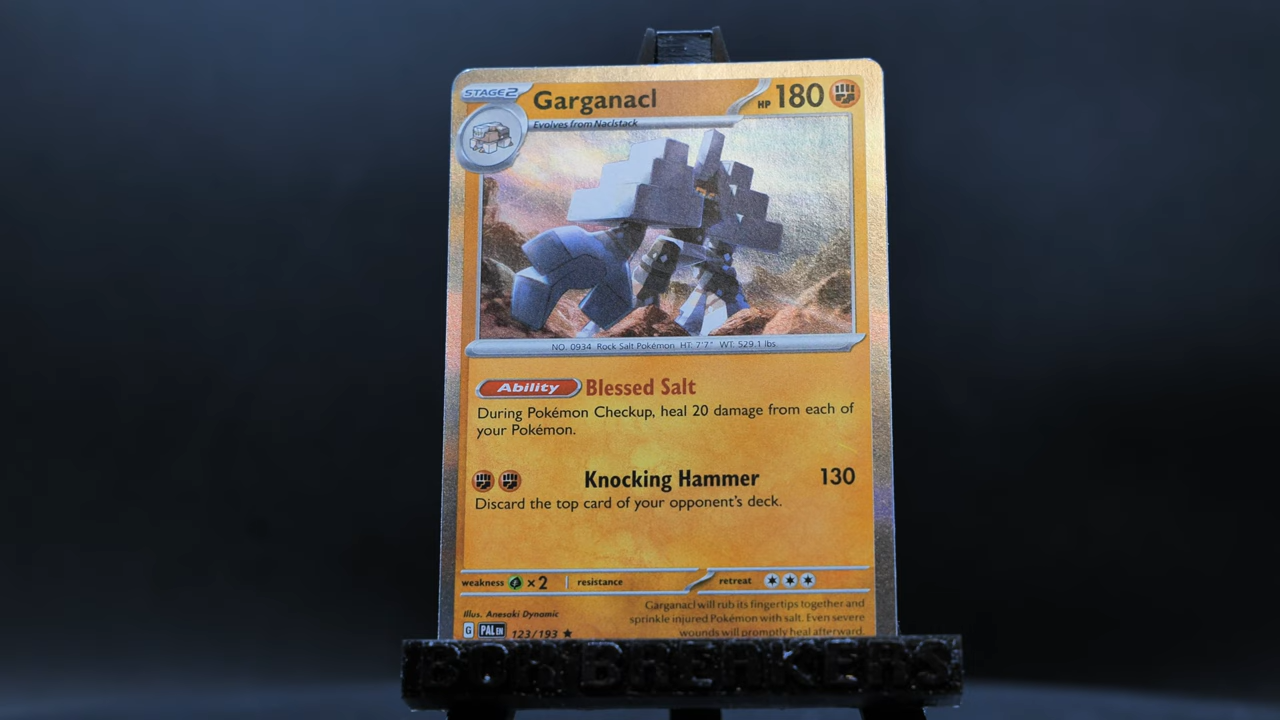 STAGE2 Garganacl HP 180
Evolves from Naclstack
NO. 0934 Rock Salt Pokémon HT: 7'7" WT: 529.1 lbs
Ability Blessed Salt
During Pokémon Checkup, heal 20 damage from each of
your Pokémon.
Knocking Hammer 130
Discard the top card of your opponent's deck.
weakness ×2 resistance retreat
Illus. Anesaki Dynamic
Garganacl will rub its fingertips together and
sprinkle injured Pokémon with salt. Even severe
wounds will promptly heal afterward.
G PAL EN 123/193
BOX BREAKERS